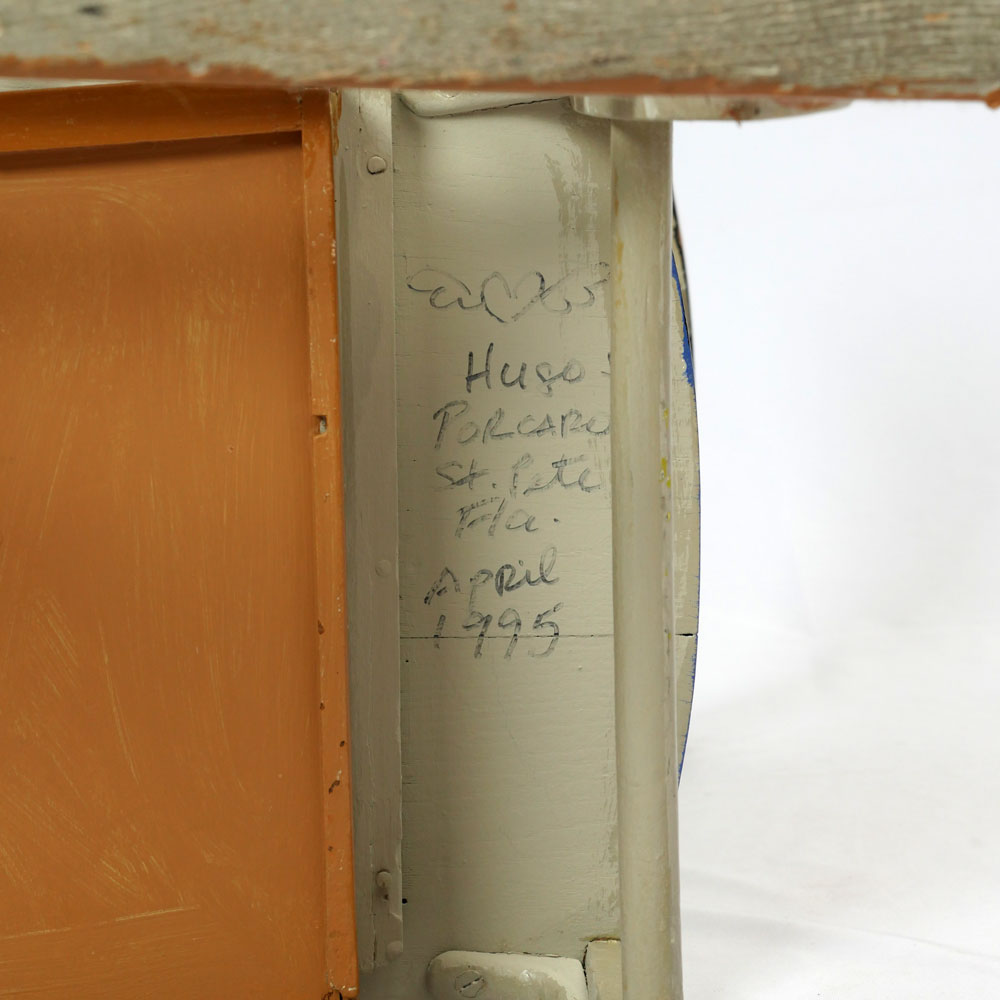 Hugo
PORCARO
St. Pete
Fla.
April
1995